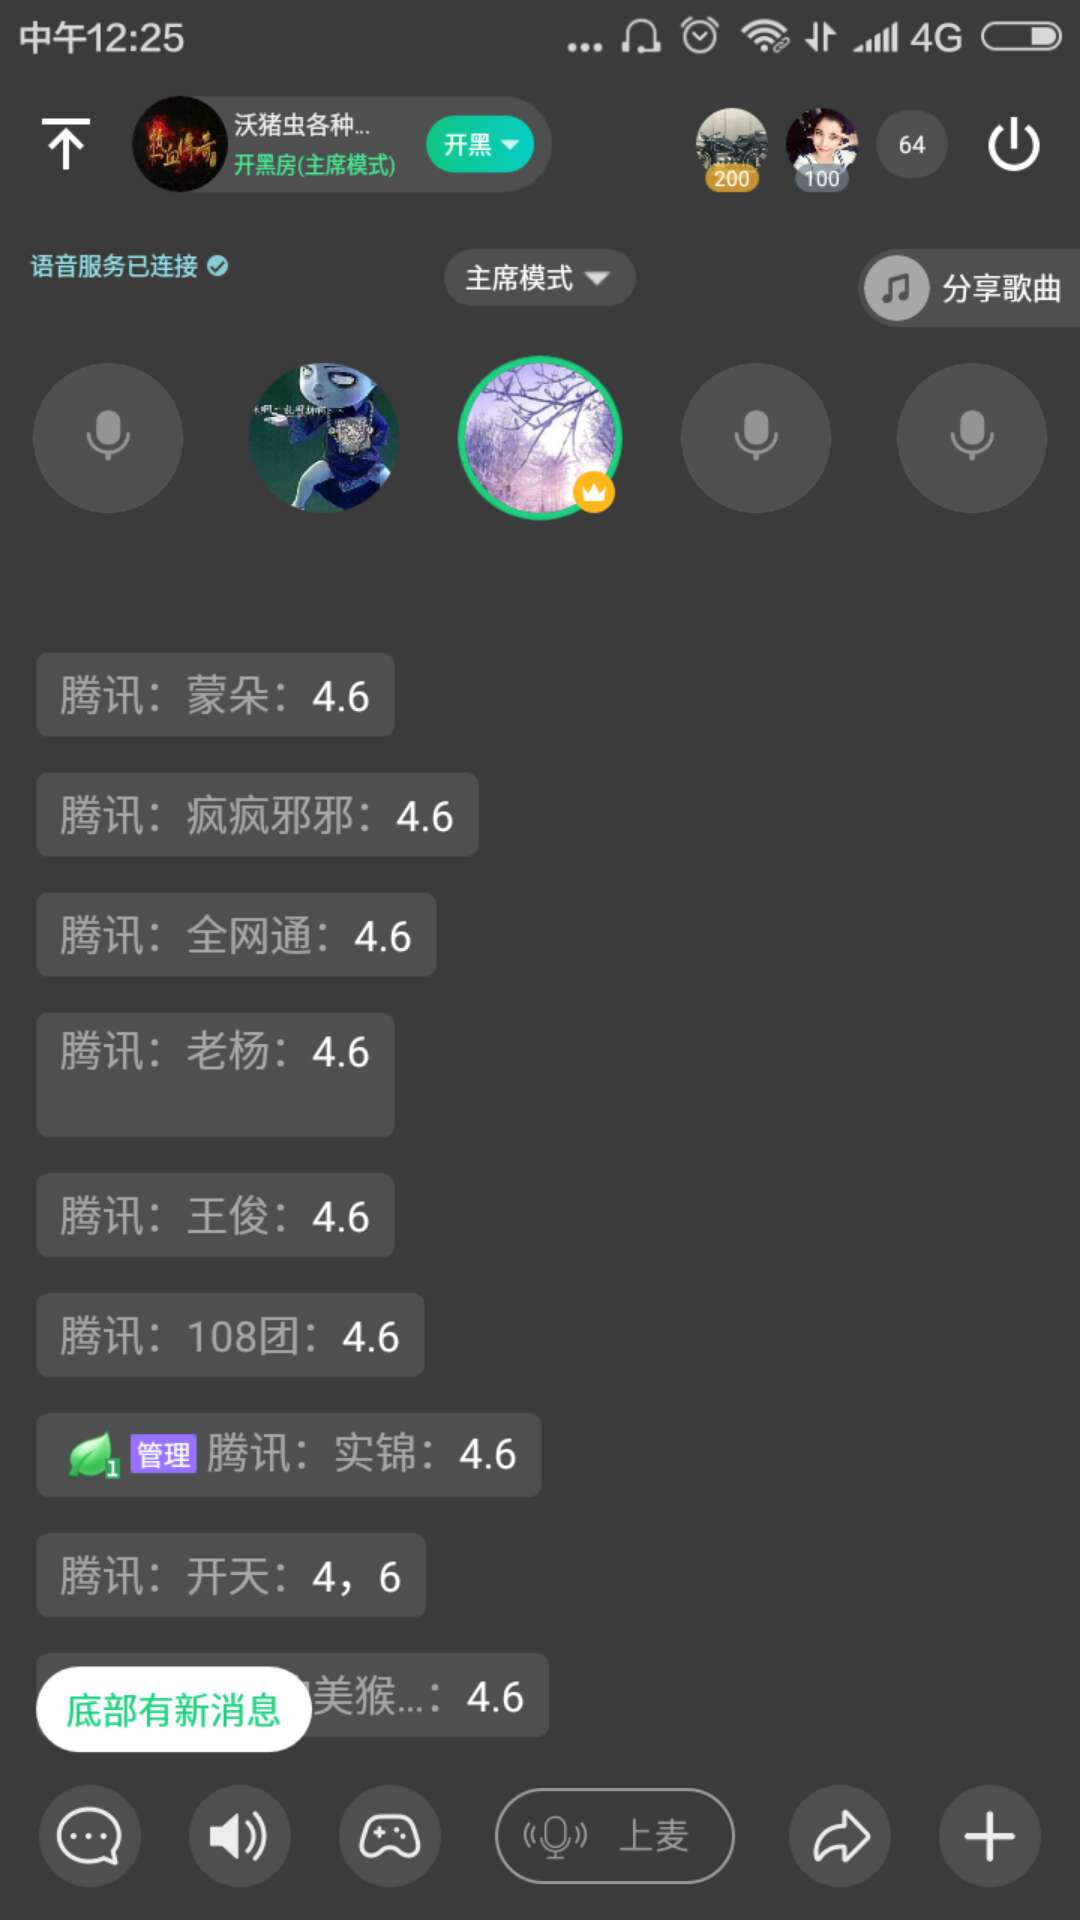 中午12:25
4G
热血传奇
沃猪虫各种...
开黑房(主席模式)
开黑
200
100
64
语音服务已连接
主席模式
分享歌曲
腾讯：蒙朵：4.6
腾讯：疯疯邪邪：4.6
腾讯：全网通：4.6
腾讯：老杨：4.6
腾讯：王俊：4.6
腾讯：108团：4.6
1 管理 腾讯：实锦：4.6
腾讯：开天：4，6
美猴...：4.6
底部有新消息
上麦